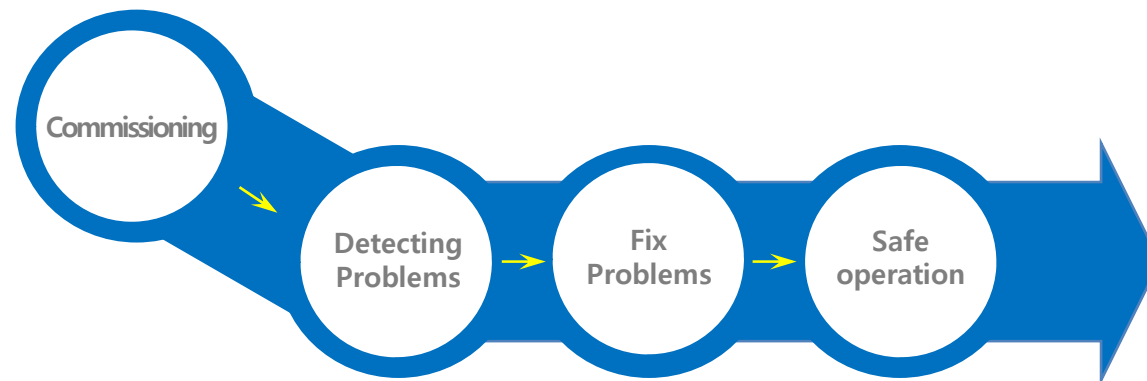 Commissioning
Detecting
Problems
Fix
Problems
Safe
operation